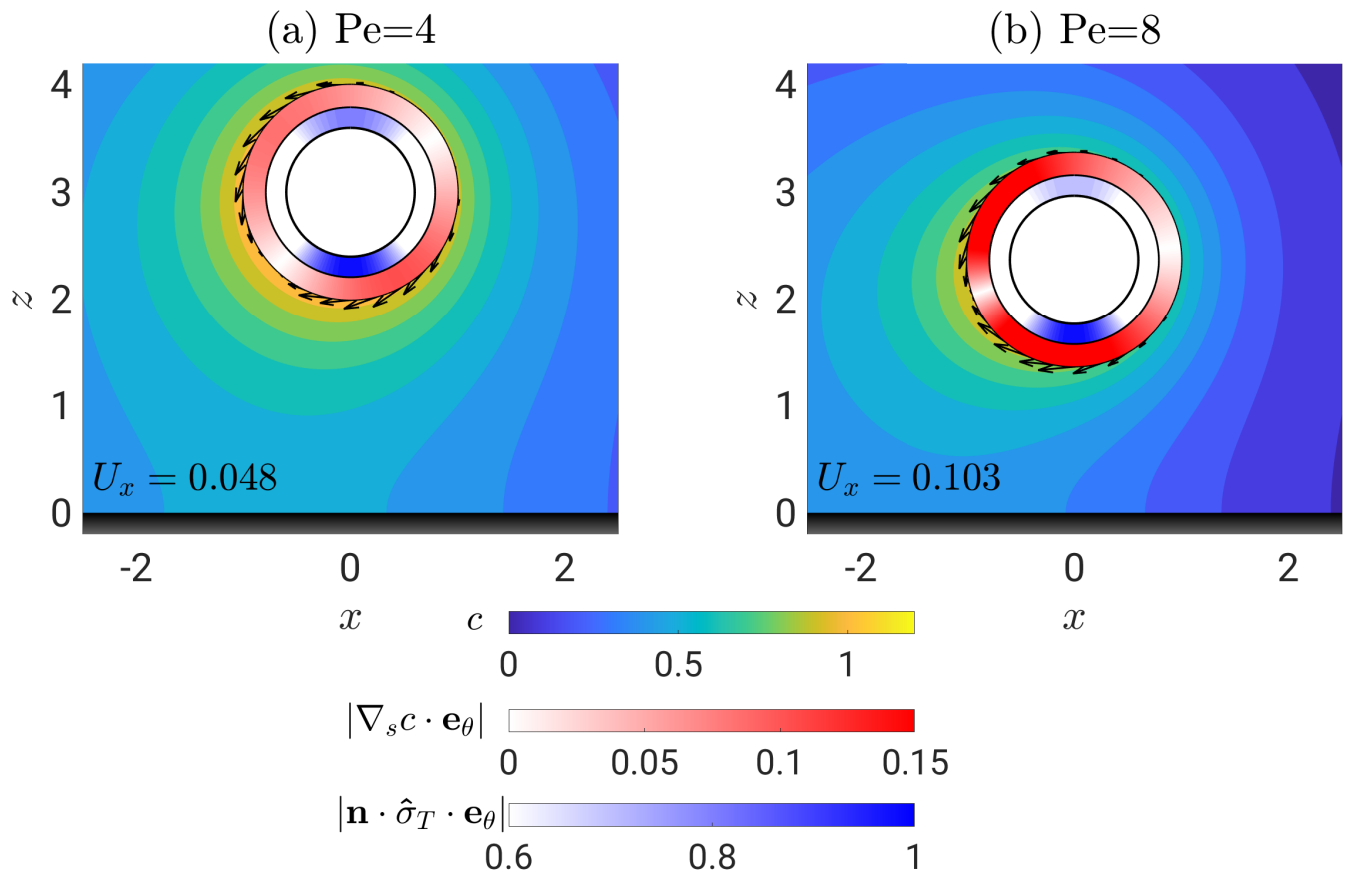 (a) Pe=4
(b) Pe=8
4
3
2
1
0
z
U_x = 0.048
-2
0
2
x
4
3
2
1
0
z
U_x = 0.103
-2
0
2
x
c
0
0.5
1
|∇_s c · e_θ|
0
0.05
0.1
0.15
|n · σ̂_T · e_θ|
0.6
0.8
1